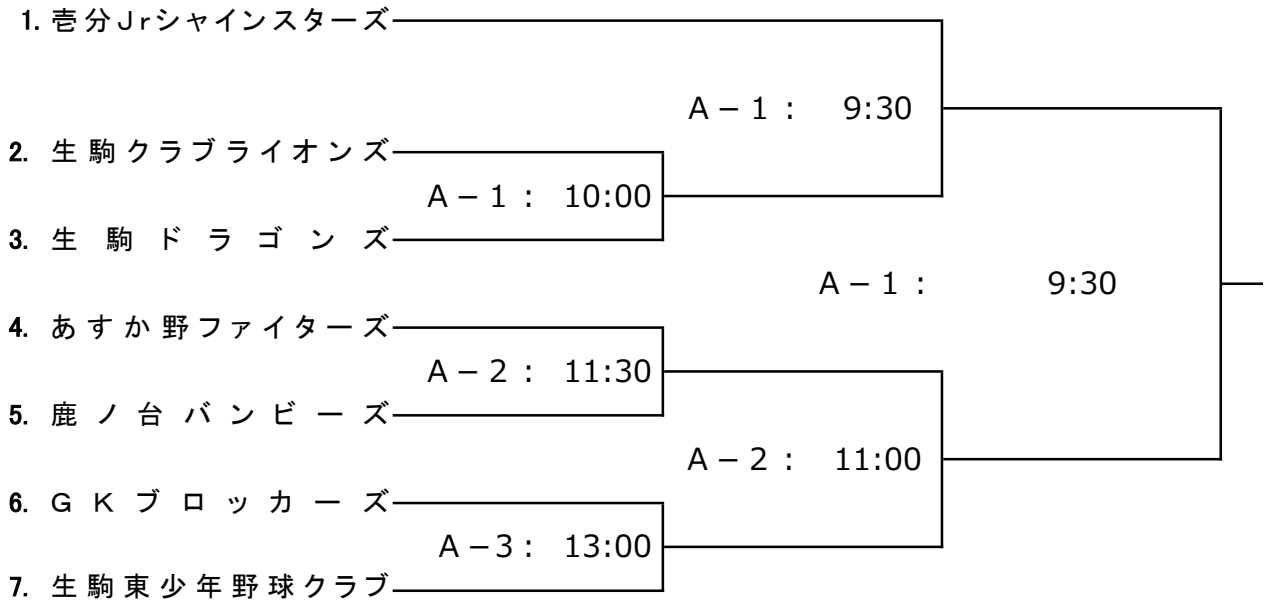 1. 壱分Jrシャインスターズ
A－1： 9:30
2. 生駒クラブライオンズ
A－1： 10:00
3. 生駒ドラゴンズ
A－1： 9:30
4. あすか野ファイターズ
A－2： 11:30
5. 鹿ノ台バンビーズ
A－2： 11:00
6. GKブロッカーズ
A－3： 13:00
7. 生駒東少年野球クラブ